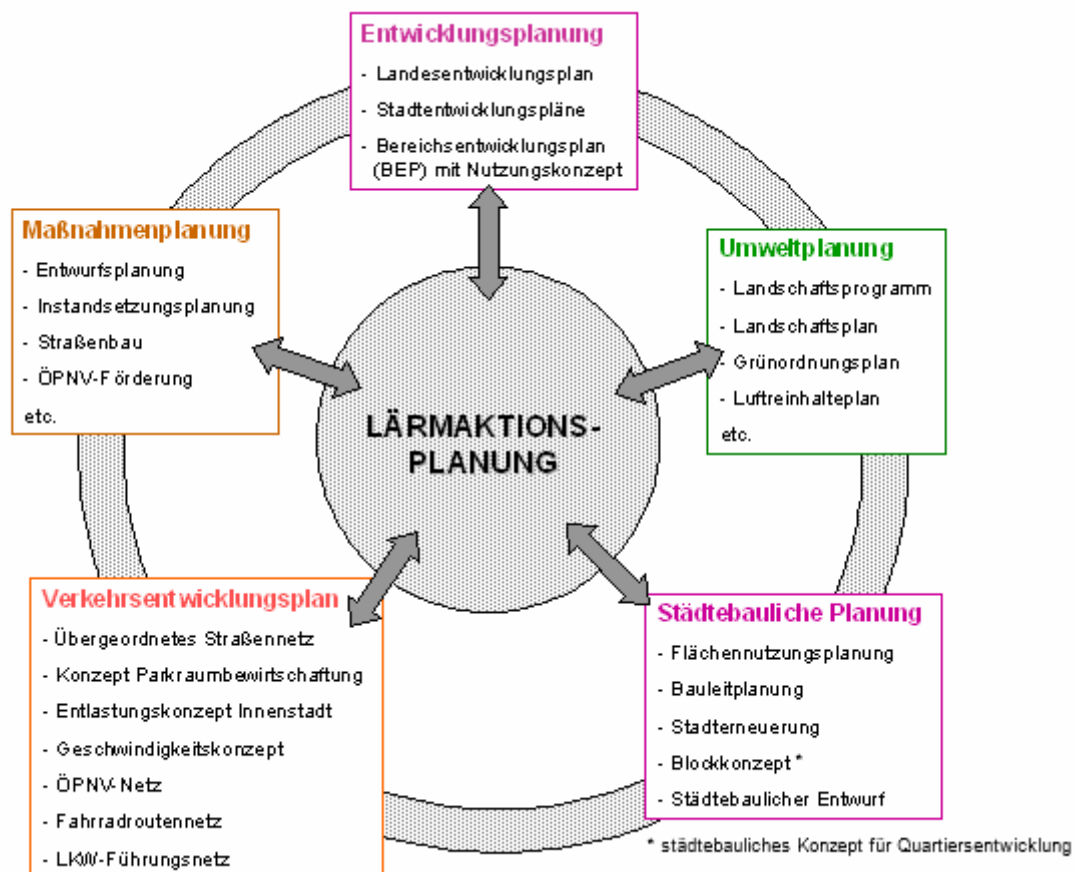 Entwicklungsplanung
- Landesentwicklungsplan
- Stadtentwicklungspläne
- Bereichsentwicklungsplan
(BEP) mit Nutzungskonzept
Maßnahmenplanung
- Entwurfsplanung
- Instandsetzungsplanung
- Straßenbau
- ÖPNV-Förderung
etc.
Umweltplanung
- Landschaftsprogramm
- Landschaftsplan
- Grünordnungsplan
- Luftreinhalteplan
etc.
LÄRMAKTIONS-
PLANUNG
Verkehrsentwicklungsplan
- Übergeordnetes Straßennetz
- Konzept Parkraumbewirtschaftung
- Entlastungskonzept Innenstadt
- Geschwindigkeitskonzept
- ÖPNV-Netz
- Fahrradroutennetz
- LKW-Führungsnetz
Städtebauliche Planung
- Flächennutzungsplanung
- Bauleitplanung
- Stadterneuerung
- Blockkonzept *
- Städtebaulicher Entwurf
* städtebauliches Konzept für Quartiersentwicklung